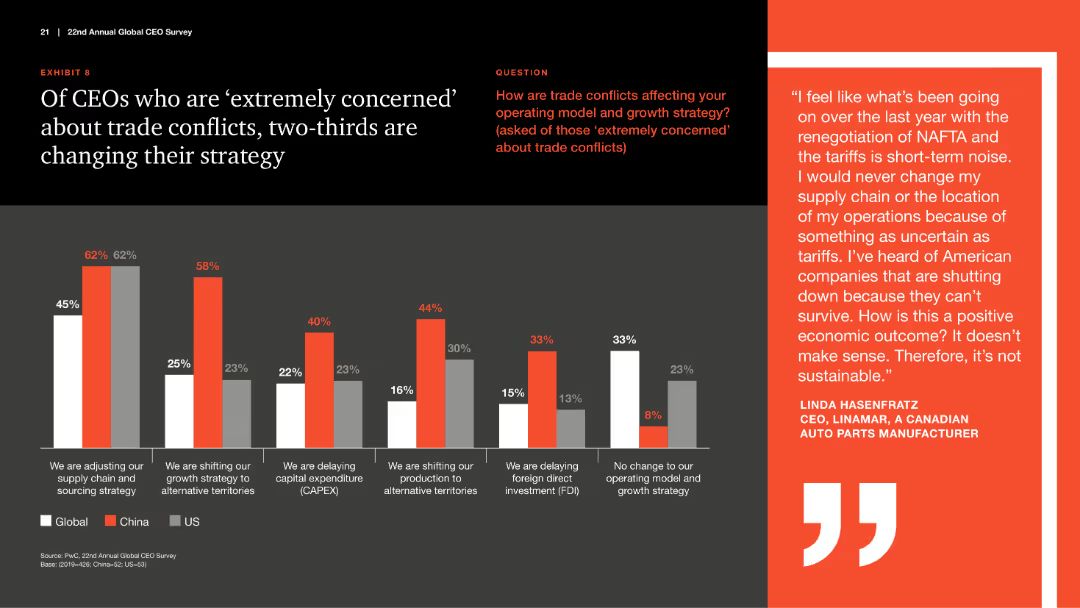 21 | 22nd Annual Global CEO Survey
EXHIBIT 8
Of CEOs who are ‘extremely concerned’
about trade conflicts, two-thirds are
changing their strategy
QUESTION
How are trade conflicts affecting your
operating model and growth strategy?
(asked of those ‘extremely concerned’
about trade conflicts)
45%
62%
62%
25%
58%
23%
22%
40%
23%
16%
44%
30%
15%
33%
13%
33%
8%
23%
We are adjusting our
supply chain and
sourcing strategy
We are shifting our
growth strategy to
alternative territories
We are delaying
capital expenditure
(CAPEX)
We are shifting our
production to
alternative territories
We are delaying
foreign direct
investment (FDI)
No change to our
operating model and
growth strategy
Global
China
US
Source: PwC, 22nd Annual Global CEO Survey
Base: (2019=426; China=52; US=53)
“I feel like what’s been going
on over the last year with the
renegotiation of NAFTA and
the tariffs is short-term noise.
I would never change my
supply chain or the location
of my operations because of
something as uncertain as
tariffs. I’ve heard of American
companies that are shutting
down because they can’t
survive. How is this a positive
economic outcome? It doesn’t
make sense. Therefore, it’s not
sustainable.”
LINDA HASENFRATZ
CEO, LINAMAR, A CANADIAN
AUTO PARTS MANUFACTURER